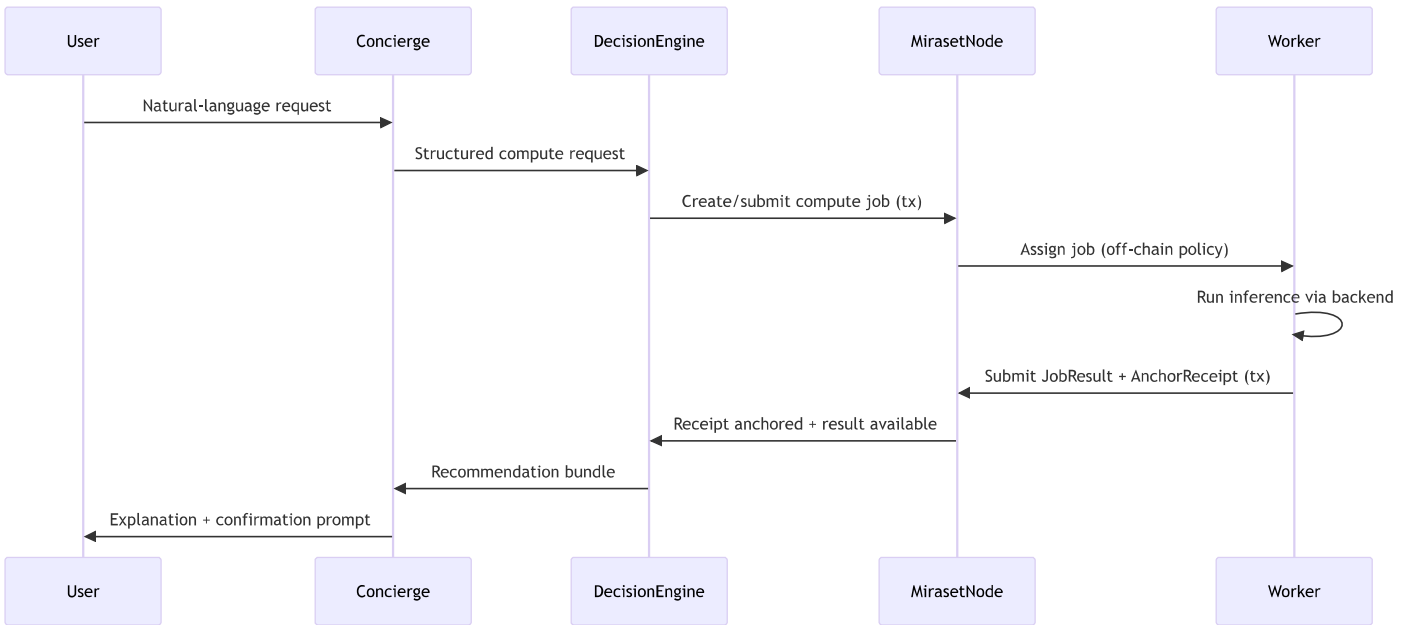 User
Concierge
DecisionEngine
MirasetNode
Worker
Natural-language request
Structured compute request
Create/submit compute job (tx)
Assign job (off-chain policy)
Run inference via backend
Submit JobResult + AnchorReceipt (tx)
Receipt anchored + result available
Recommendation bundle
Explanation + confirmation prompt
User
Concierge
DecisionEngine
MirasetNode
Worker